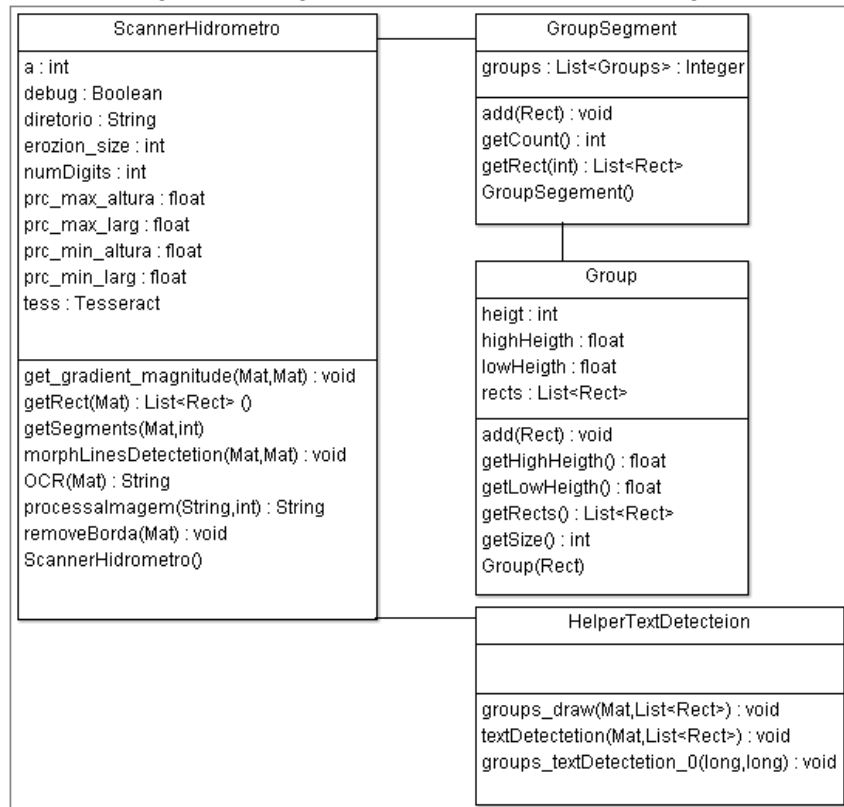 ScannerHidrometro
a : int
debug : Boolean
diretorio : String
erozion_size : int
numDigits : int
prc_max_altura : float
prc_max_larg : float
prc_min_altura : float
prc_min_larg : float
tess : Tesseract
get_gradient_magnitude(Mat,Mat) : void
getRect(Mat) : List<Rect> ()
getSegments(Mat,int)
morphLinesDetectetion(Mat,Mat) : void
OCR(Mat) : String
processaImagem(String,int) : String
removeBorda(Mat) : void
ScannerHidrometro()
GroupSegment
groups : List<Groups> : Integer
add(Rect) : void
getCount() : int
getRect(int) : List<Rect>
GroupSegement()
Group
heigt : int
highHeigth : float
lowHeigth : float
rects : List<Rect>
add(Rect) : void
getHighHeigth() : float
getLowHeigth() : float
getRects() : List<Rect>
getSize() : int
Group(Rect)
HelperTextDetecteion
groups_draw(Mat,List<Rect>) : void
textDetectetion(Mat,List<Rect>) : void
groups_textDetectetion_0(long,long) : void